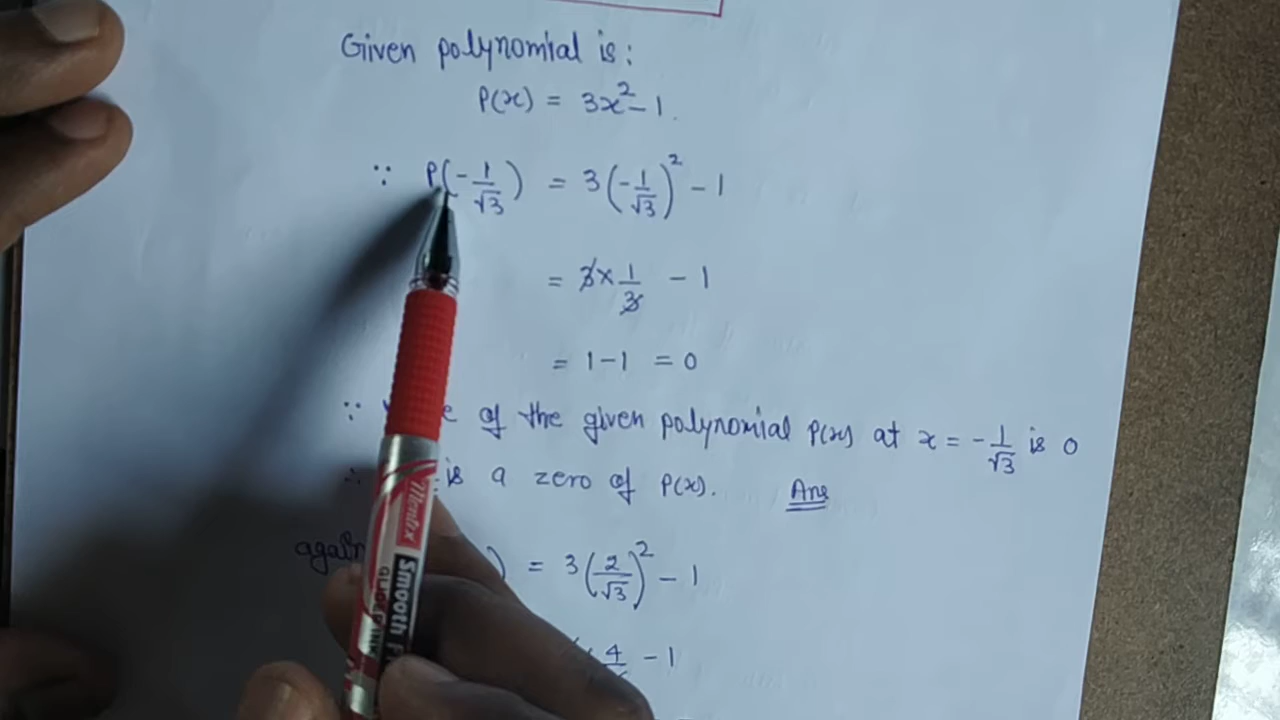 Given polynomial is:
P(x) = 3x² - 1.
∵ P(-1/√3) = 3(-1/√3)² - 1
= 3 × 1/3 - 1
= 1 - 1 = 0
∵ of the given polynomial P(x) at x = -1/√3 is 0
∴ is a zero of P(x). Ans
) = 3(2/√3)² - 1
4 - 1
Montex
Smooth